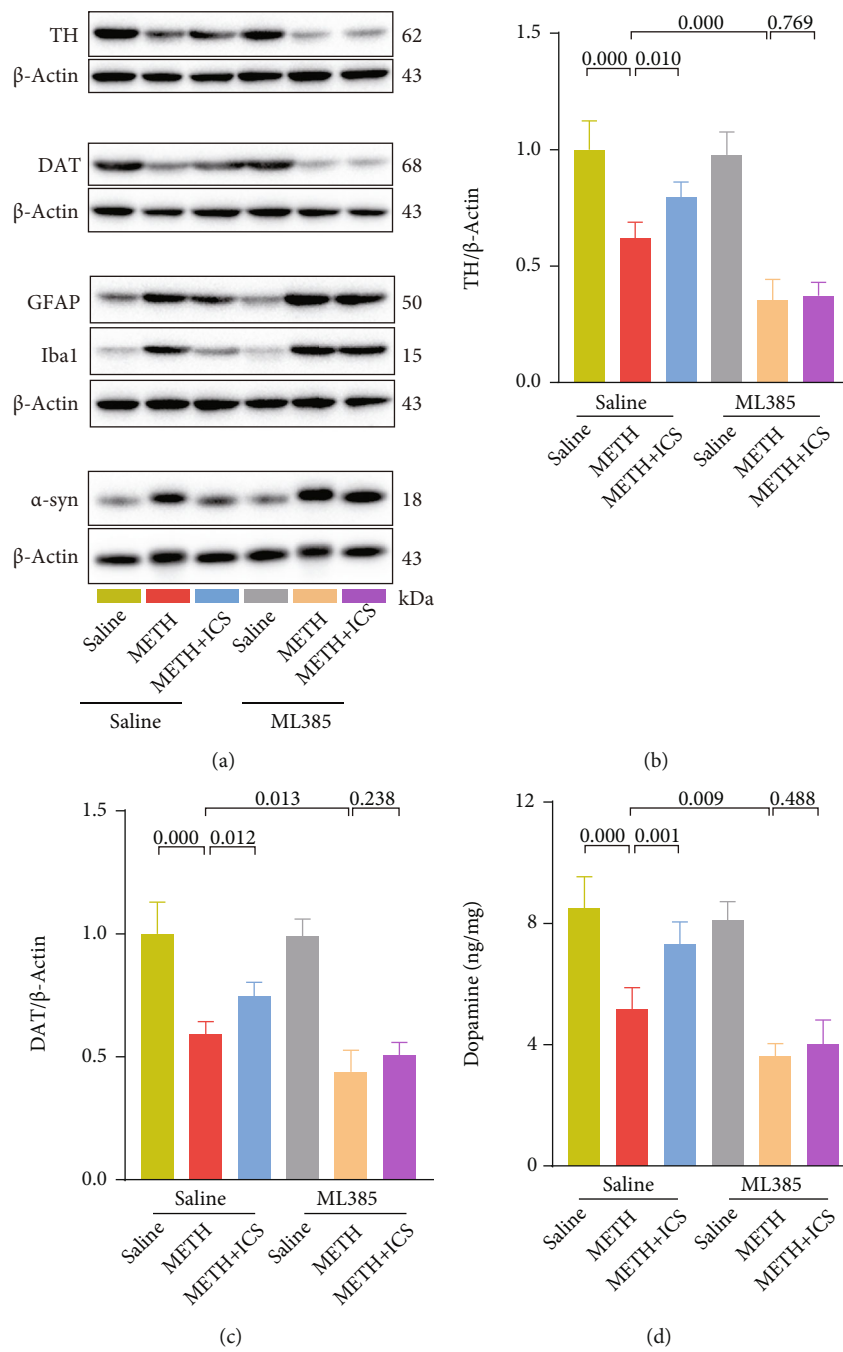 TH 62
β-Actin 43
DAT 68
β-Actin 43
GFAP 50
Iba1 15
β-Actin 43
α-syn 18
β-Actin 43
kDa
Saline METH METH+ICS Saline METH METH+ICS
Saline ML385
(a)
0.000 0.769
0.000 0.010
TH/β-Actin
1.5
1.0
0.5
0.0
Saline ML385
Saline METH METH+ICS Saline METH METH+ICS
(b)
0.013 0.238
0.000 0.012
DAT/β-Actin
1.5
1.0
0.5
0.0
Saline ML385
Saline METH METH+ICS Saline METH METH+ICS
(c)
0.009 0.488
0.000 0.001
Dopamine (ng/mg)
12
8
4
0
Saline ML385
Saline METH METH+ICS Saline METH METH+ICS
(d)